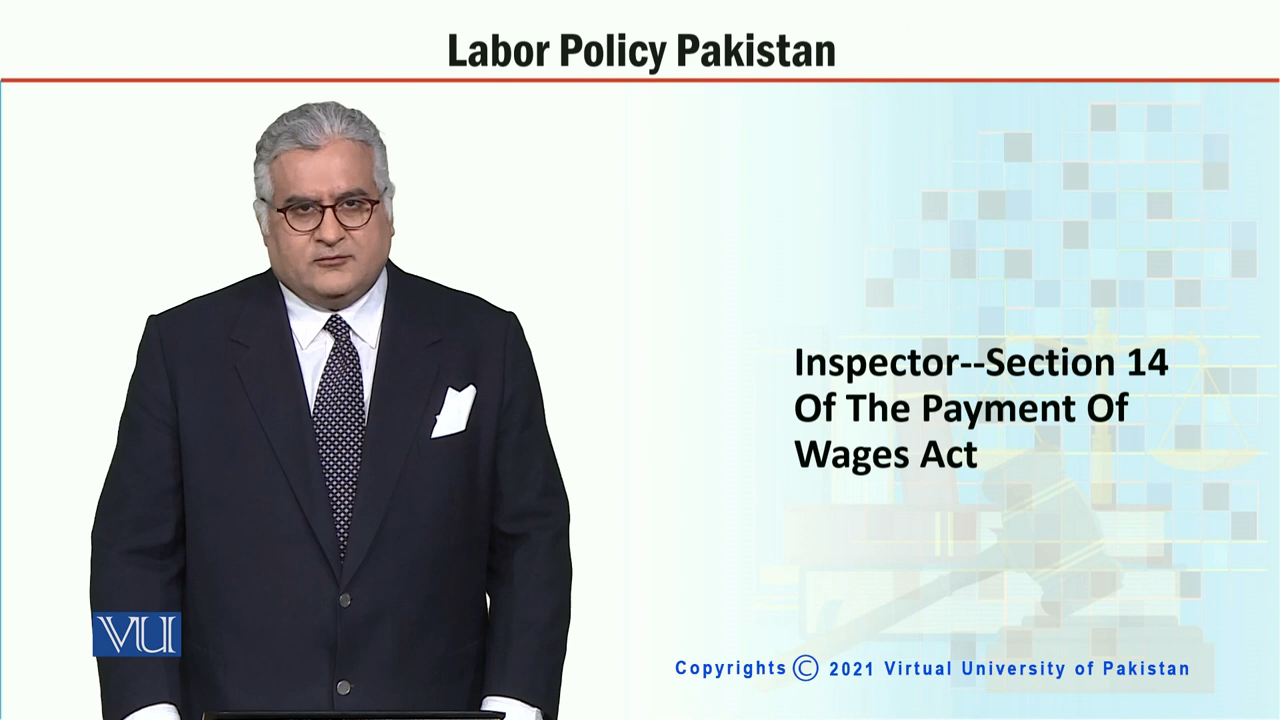 Labor Policy Pakistan
Inspector--Section 14
Of The Payment Of
Wages Act
VU
Copyrights © 2021 Virtual University of Pakistan